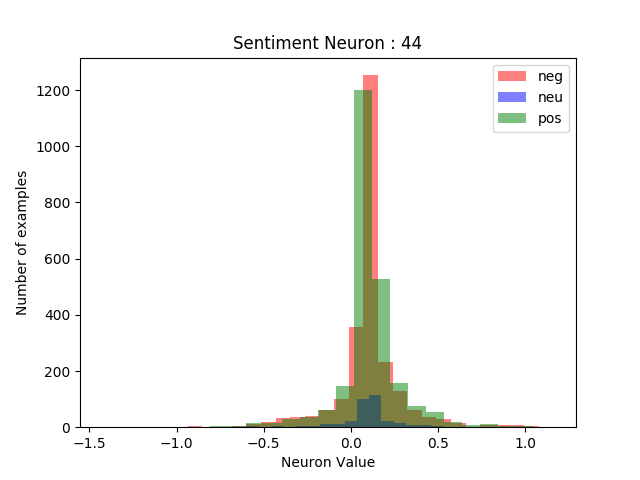 Sentiment Neuron : 44
neg
neu
pos
Number of examples
1200
1000
800
600
400
200
0
−1.5 −1.0 −0.5 0.0 0.5 1.0
Neuron Value